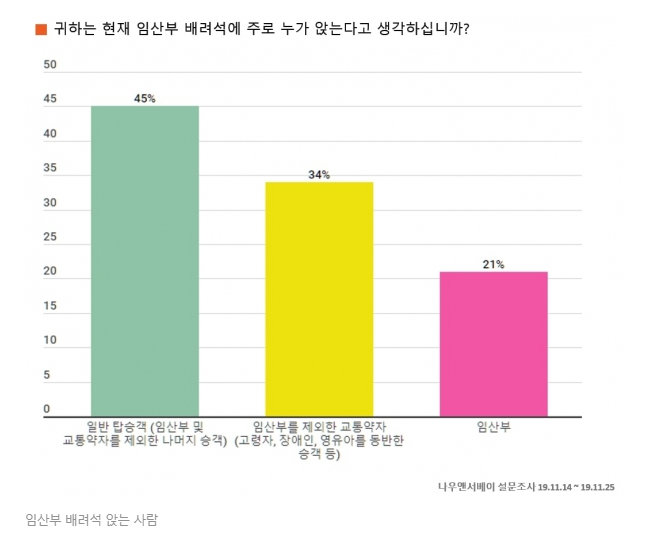 ■ 귀하는 현재 임산부 배려석에 주로 누가 앉는다고 생각하십니까?
50
45
40
35
30
25
20
15
10
5
0
45%
34%
21%
일반 탑승객 (임산부 및
교통약자를 제외한 나머지 승객)
임산부를 제외한 교통약자
(고령자, 장애인, 영유아를 동반한
승객 등)
임산부
나우앤서베이 설문조사 19.11.14 ~ 19.11.25
임산부 배려석 앉는 사람